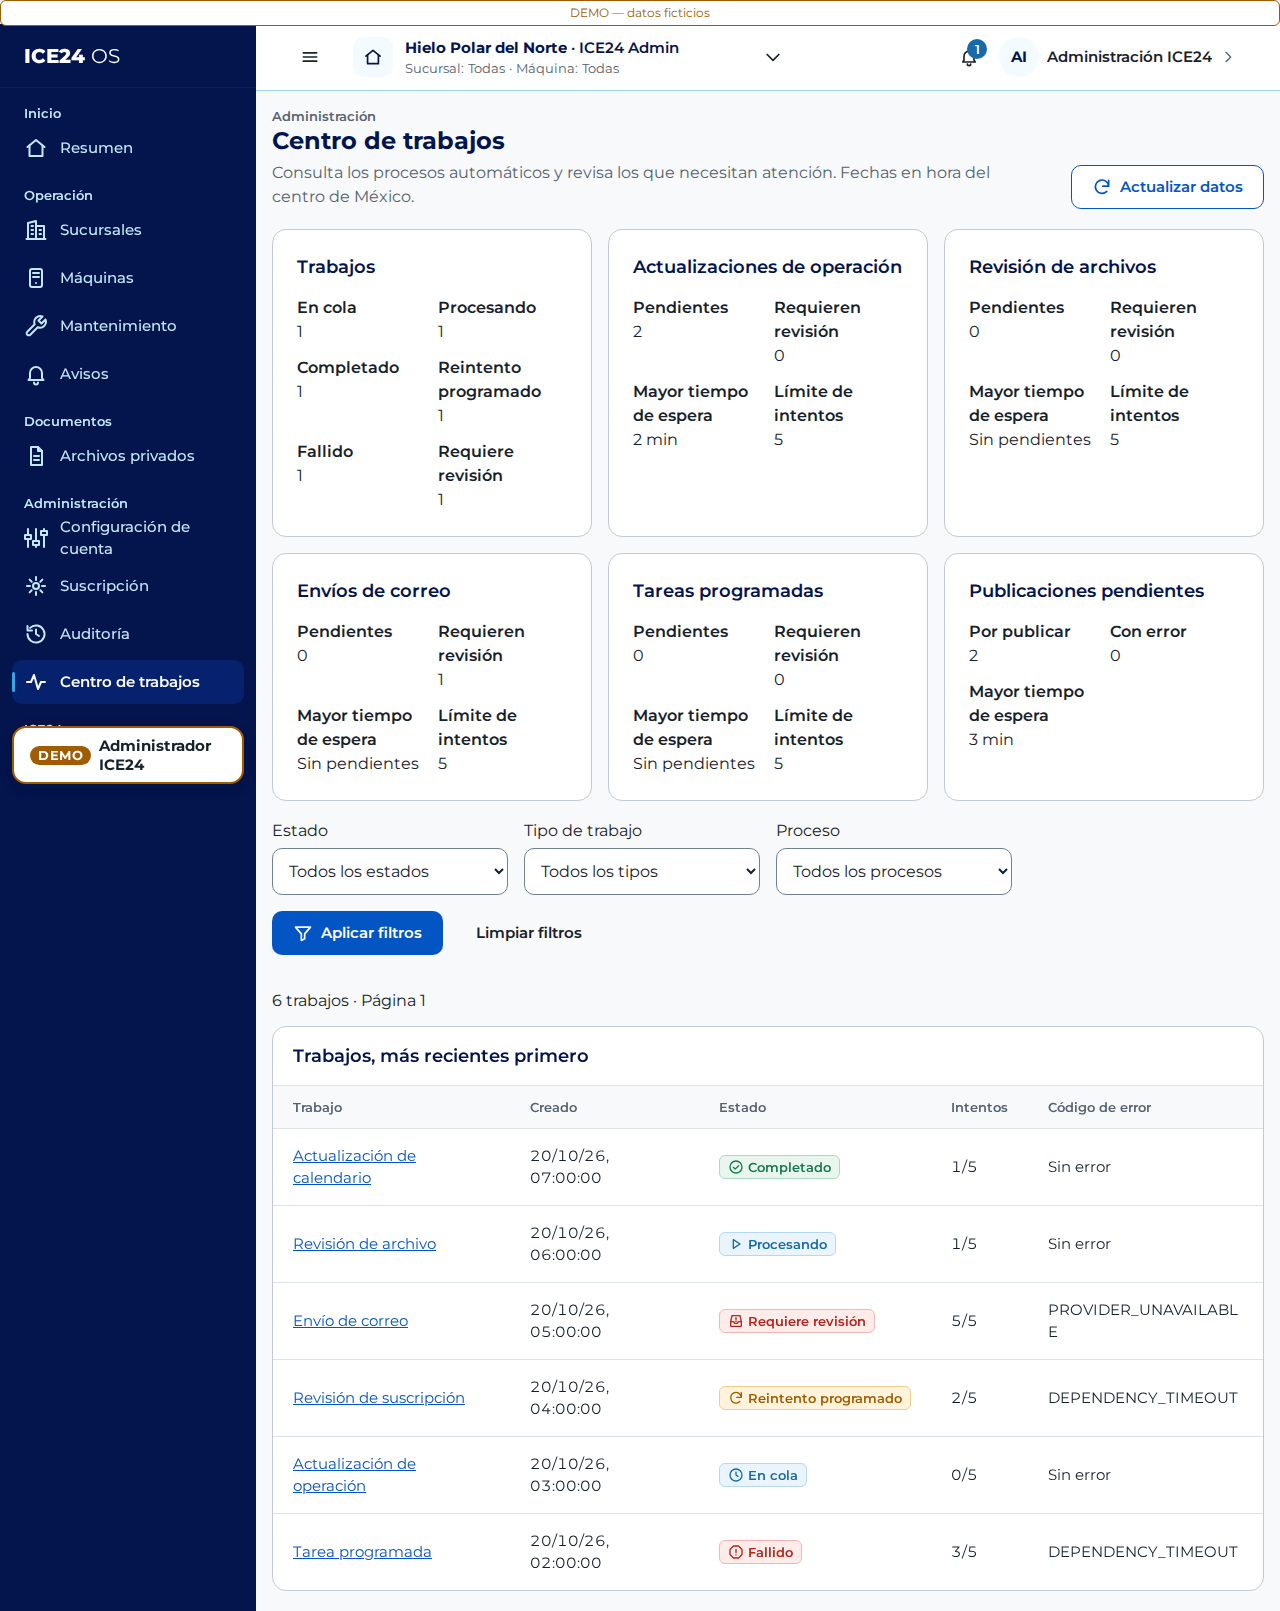 DEMO — datos ficticios
ICE24 OS
Inicio
Resumen
Operación
Sucursales
Máquinas
Mantenimiento
Avisos
Documentos
Archivos privados
Administración
Configuración de
cuenta
Suscripción
Auditoría
Centro de trabajos
DEMO
Administrador
ICE24
Hielo Polar del Norte · ICE24 Admin
Sucursal: Todas · Máquina: Todas
1
AI
Administración ICE24
Administración
Centro de trabajos
Consulta los procesos automáticos y revisa los que necesitan atención. Fechas en hora del
centro de México.
Actualizar datos
Trabajos
En cola
1
Procesando
1
Completado
1
Reintento
programado
1
Fallido
1
Requiere
revisión
1
Actualizaciones de operación
Pendientes
2
Requieren
revisión
0
Mayor tiempo
de espera
2 min
Límite de
intentos
5
Revisión de archivos
Pendientes
0
Requieren
revisión
0
Mayor tiempo
de espera
Sin pendientes
Límite de
intentos
5
Envíos de correo
Pendientes
0
Requieren
revisión
1
Mayor tiempo
de espera
Sin pendientes
Límite de
intentos
5
Tareas programadas
Pendientes
0
Requieren
revisión
0
Mayor tiempo
de espera
Sin pendientes
Límite de
intentos
5
Publicaciones pendientes
Por publicar
2
Con error
0
Mayor tiempo
de espera
3 min
Estado
Todos los estados
Tipo de trabajo
Todos los tipos
Proceso
Todos los procesos
Aplicar filtros
Limpiar filtros
6 trabajos · Página 1
Trabajos, más recientes primero
Trabajo Creado Estado Intentos Código de error
Actualización de
calendario
20/10/26,
07:00:00
Completado
1/5
Sin error
Revisión de archivo
20/10/26,
06:00:00
Procesando
1/5
Sin error
Envío de correo
20/10/26,
05:00:00
Requiere revisión
5/5
PROVIDER_UNAVAILABL
E
Revisión de suscripción
20/10/26,
04:00:00
Reintento programado
2/5
DEPENDENCY_TIMEOUT
Actualización de
operación
20/10/26,
03:00:00
En cola
0/5
Sin error
Tarea programada
20/10/26,
02:00:00
Fallido
3/5
DEPENDENCY_TIMEOUT